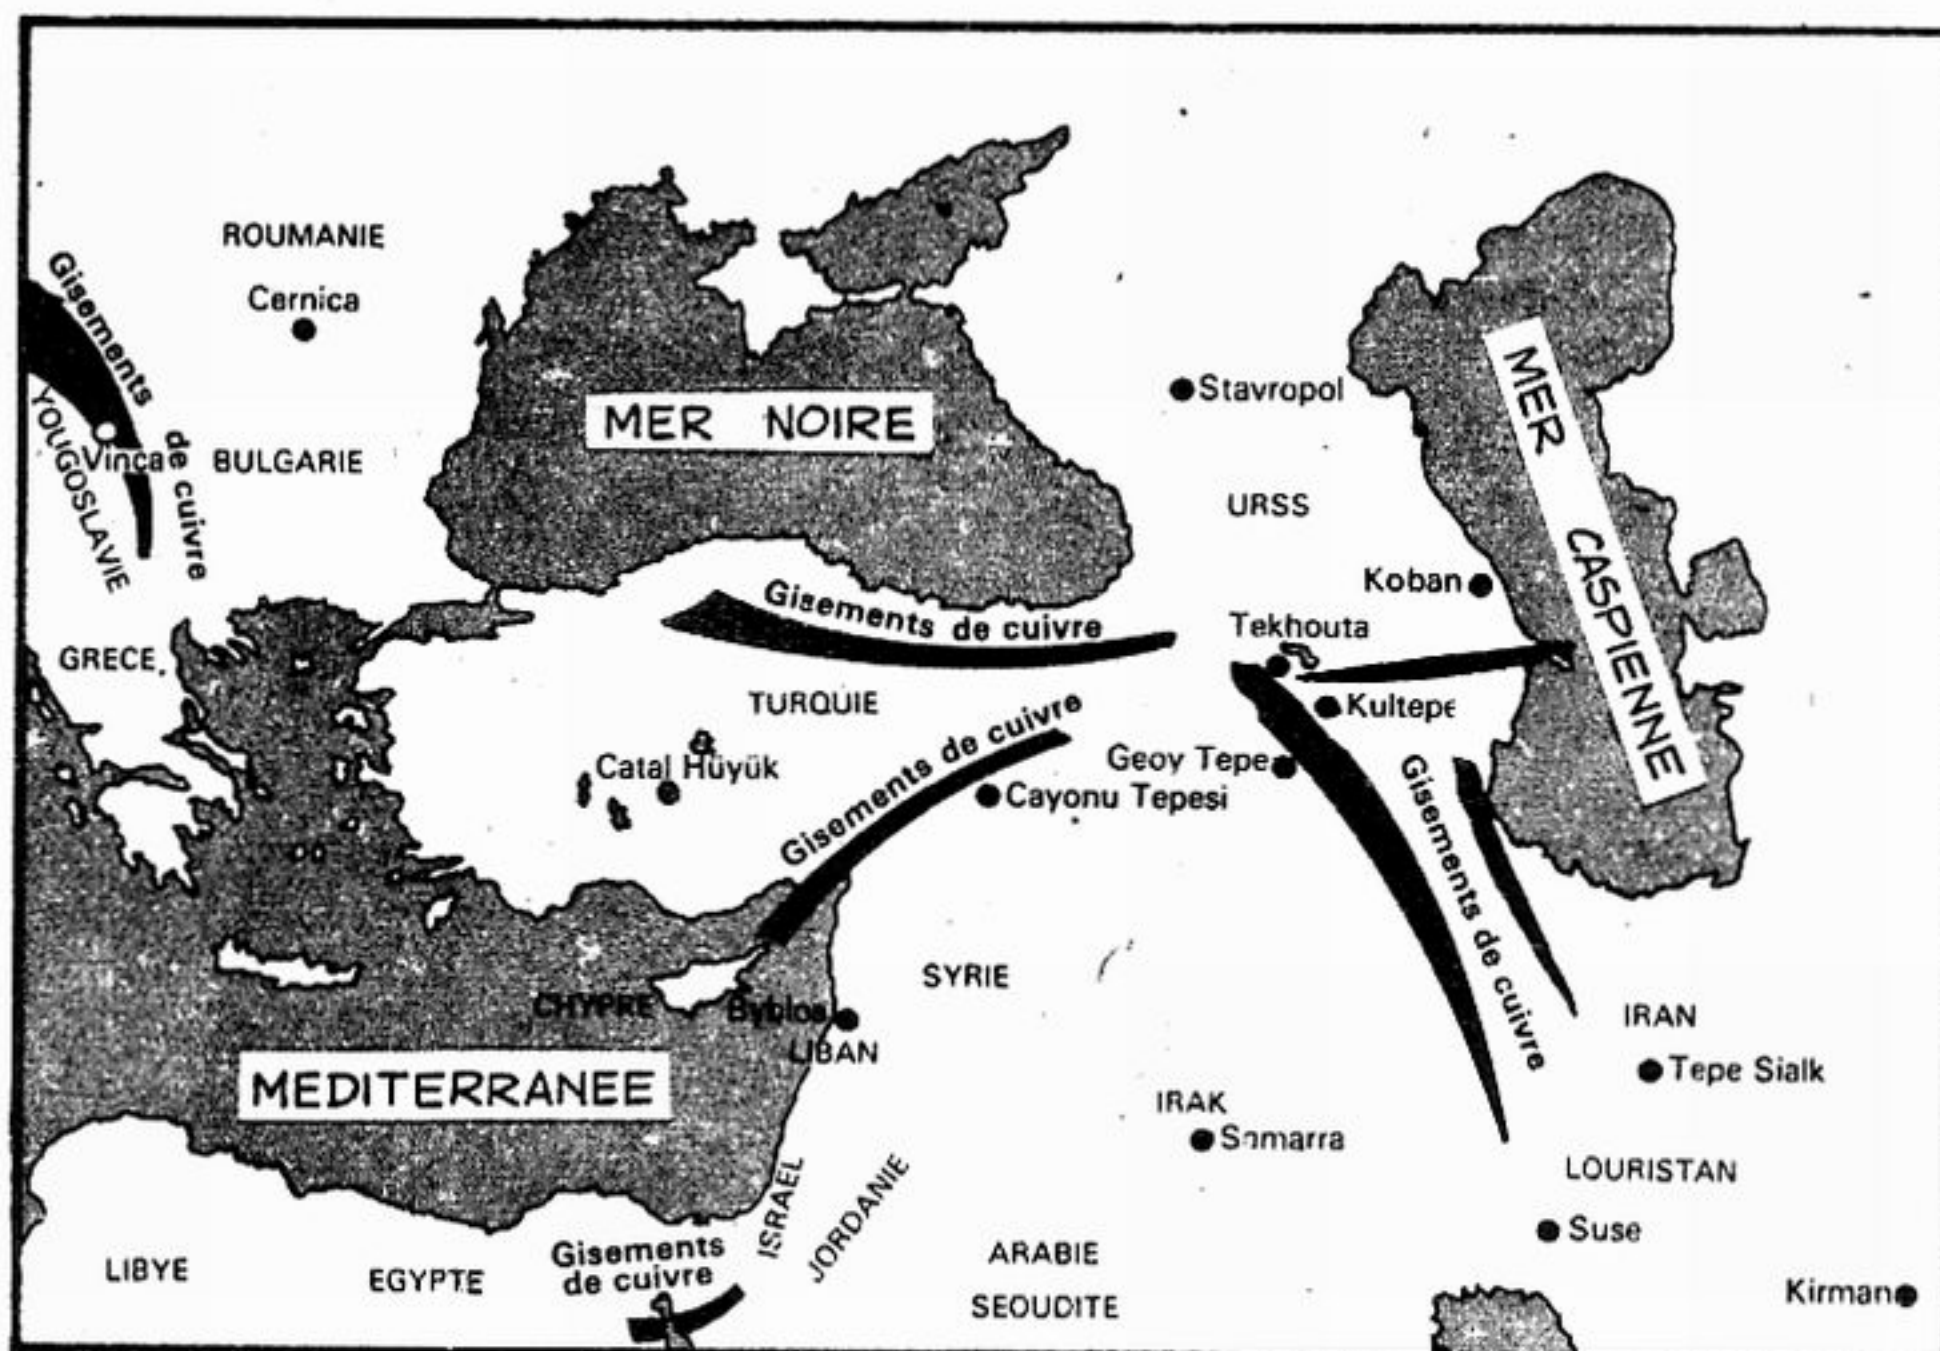 ROUMANIE
Cernica
Gisements
de cuivre
YOUGOSLAVIE
Vinça
BULGARIE
GRECE
MER NOIRE
Stavropol
MER
CASPIENNE
URSS
Koban
Tekhouta
Kultepe
Gisements de cuivre
TURQUIE
Catal Hüyük
Gisements de cuivre
Geoy Tepe
Cayonu Tepesi
Gisements de cuivre
SYRIE
CHYPRE
Byblos
LIBAN
MEDITERRANEE
IRAN
Tepe Sialk
IRAK
Samarra
LOURISTAN
Suse
Kirman
ISRAEL
JORDANIE
ARABIE
SEOUDITE
LIBYE
EGYPTE
Gisements
de cuivre